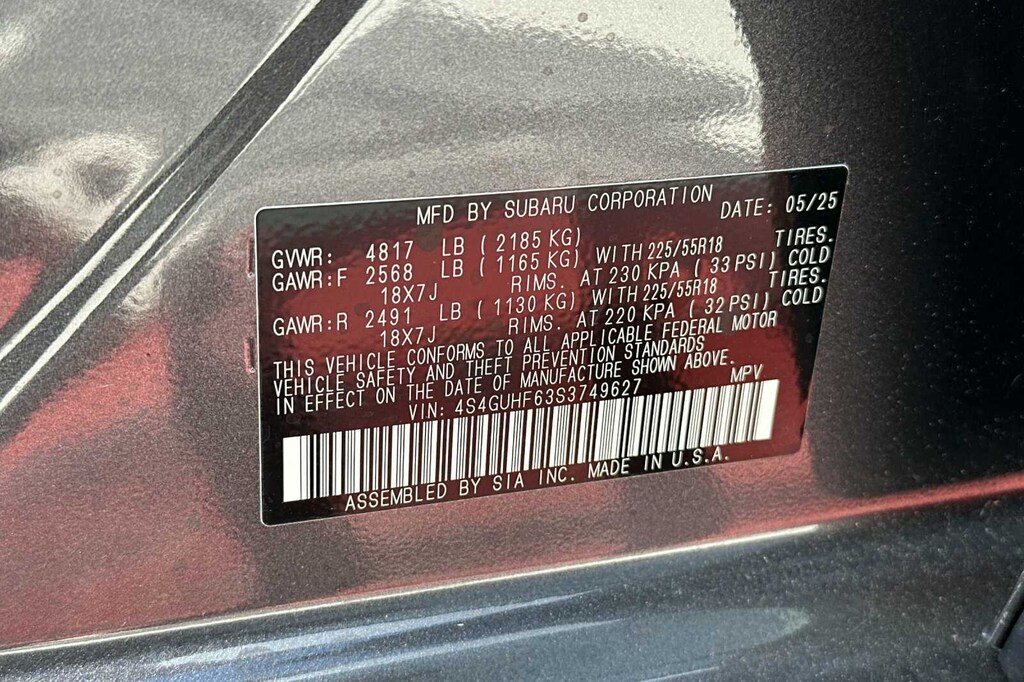 MFD BY SUBARU CORPORATION DATE: 05/25
GVWR: 4817 LB ( 2185 KG)
GAWR:F 2568 LB ( 1165 KG) WITH 225/55R18 TIRES.
18X7J RIMS. AT 230 KPA ( 33 PSI) COLD
GAWR:R 2491 LB ( 1130 KG) WITH 225/55R18 TIRES.
18X7J RIMS. AT 220 KPA ( 32 PSI) COLD
THIS VEHICLE CONFORMS TO ALL APPLICABLE FEDERAL MOTOR
VEHICLE SAFETY AND THEFT PREVENTION STANDARDS
IN EFFECT ON THE DATE OF MANUFACTURE SHOWN ABOVE.
VIN: 4S4GUHF63S3749627 MPV
ASSEMBLED BY SIA INC. MADE IN U.S.A.